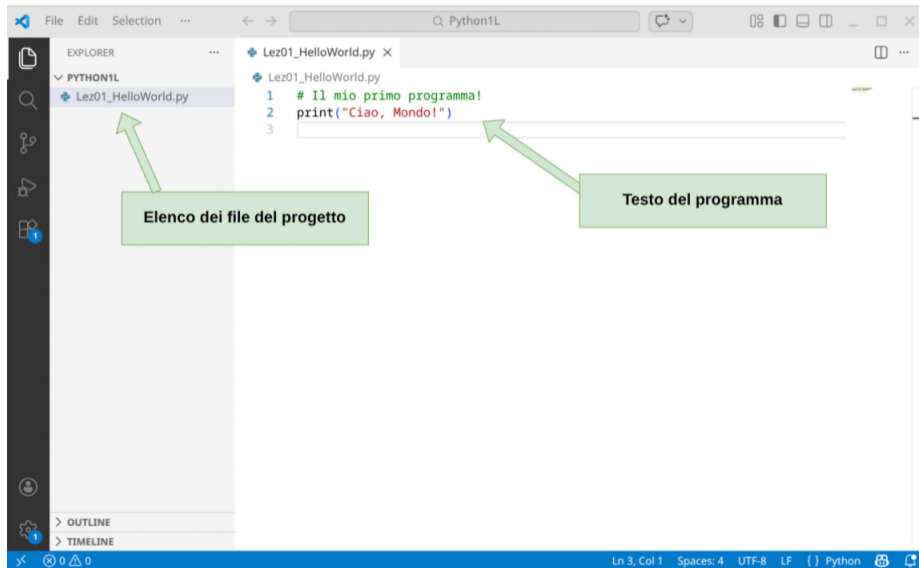 File Edit Selection ··· ← → Python1L
EXPLORER ···
PYTHON1L
Lez01_HelloWorld.py
Lez01_HelloWorld.py ×
Lez01_HelloWorld.py
1 # Il mio primo programma!
2 print("Ciao, Mondo!")
3
Elenco dei file del progetto
Testo del programma
OUTLINE
TIMELINE
1
1
0 0 Ln 3, Col 1 Spaces: 4 UTF-8 LF { } Python